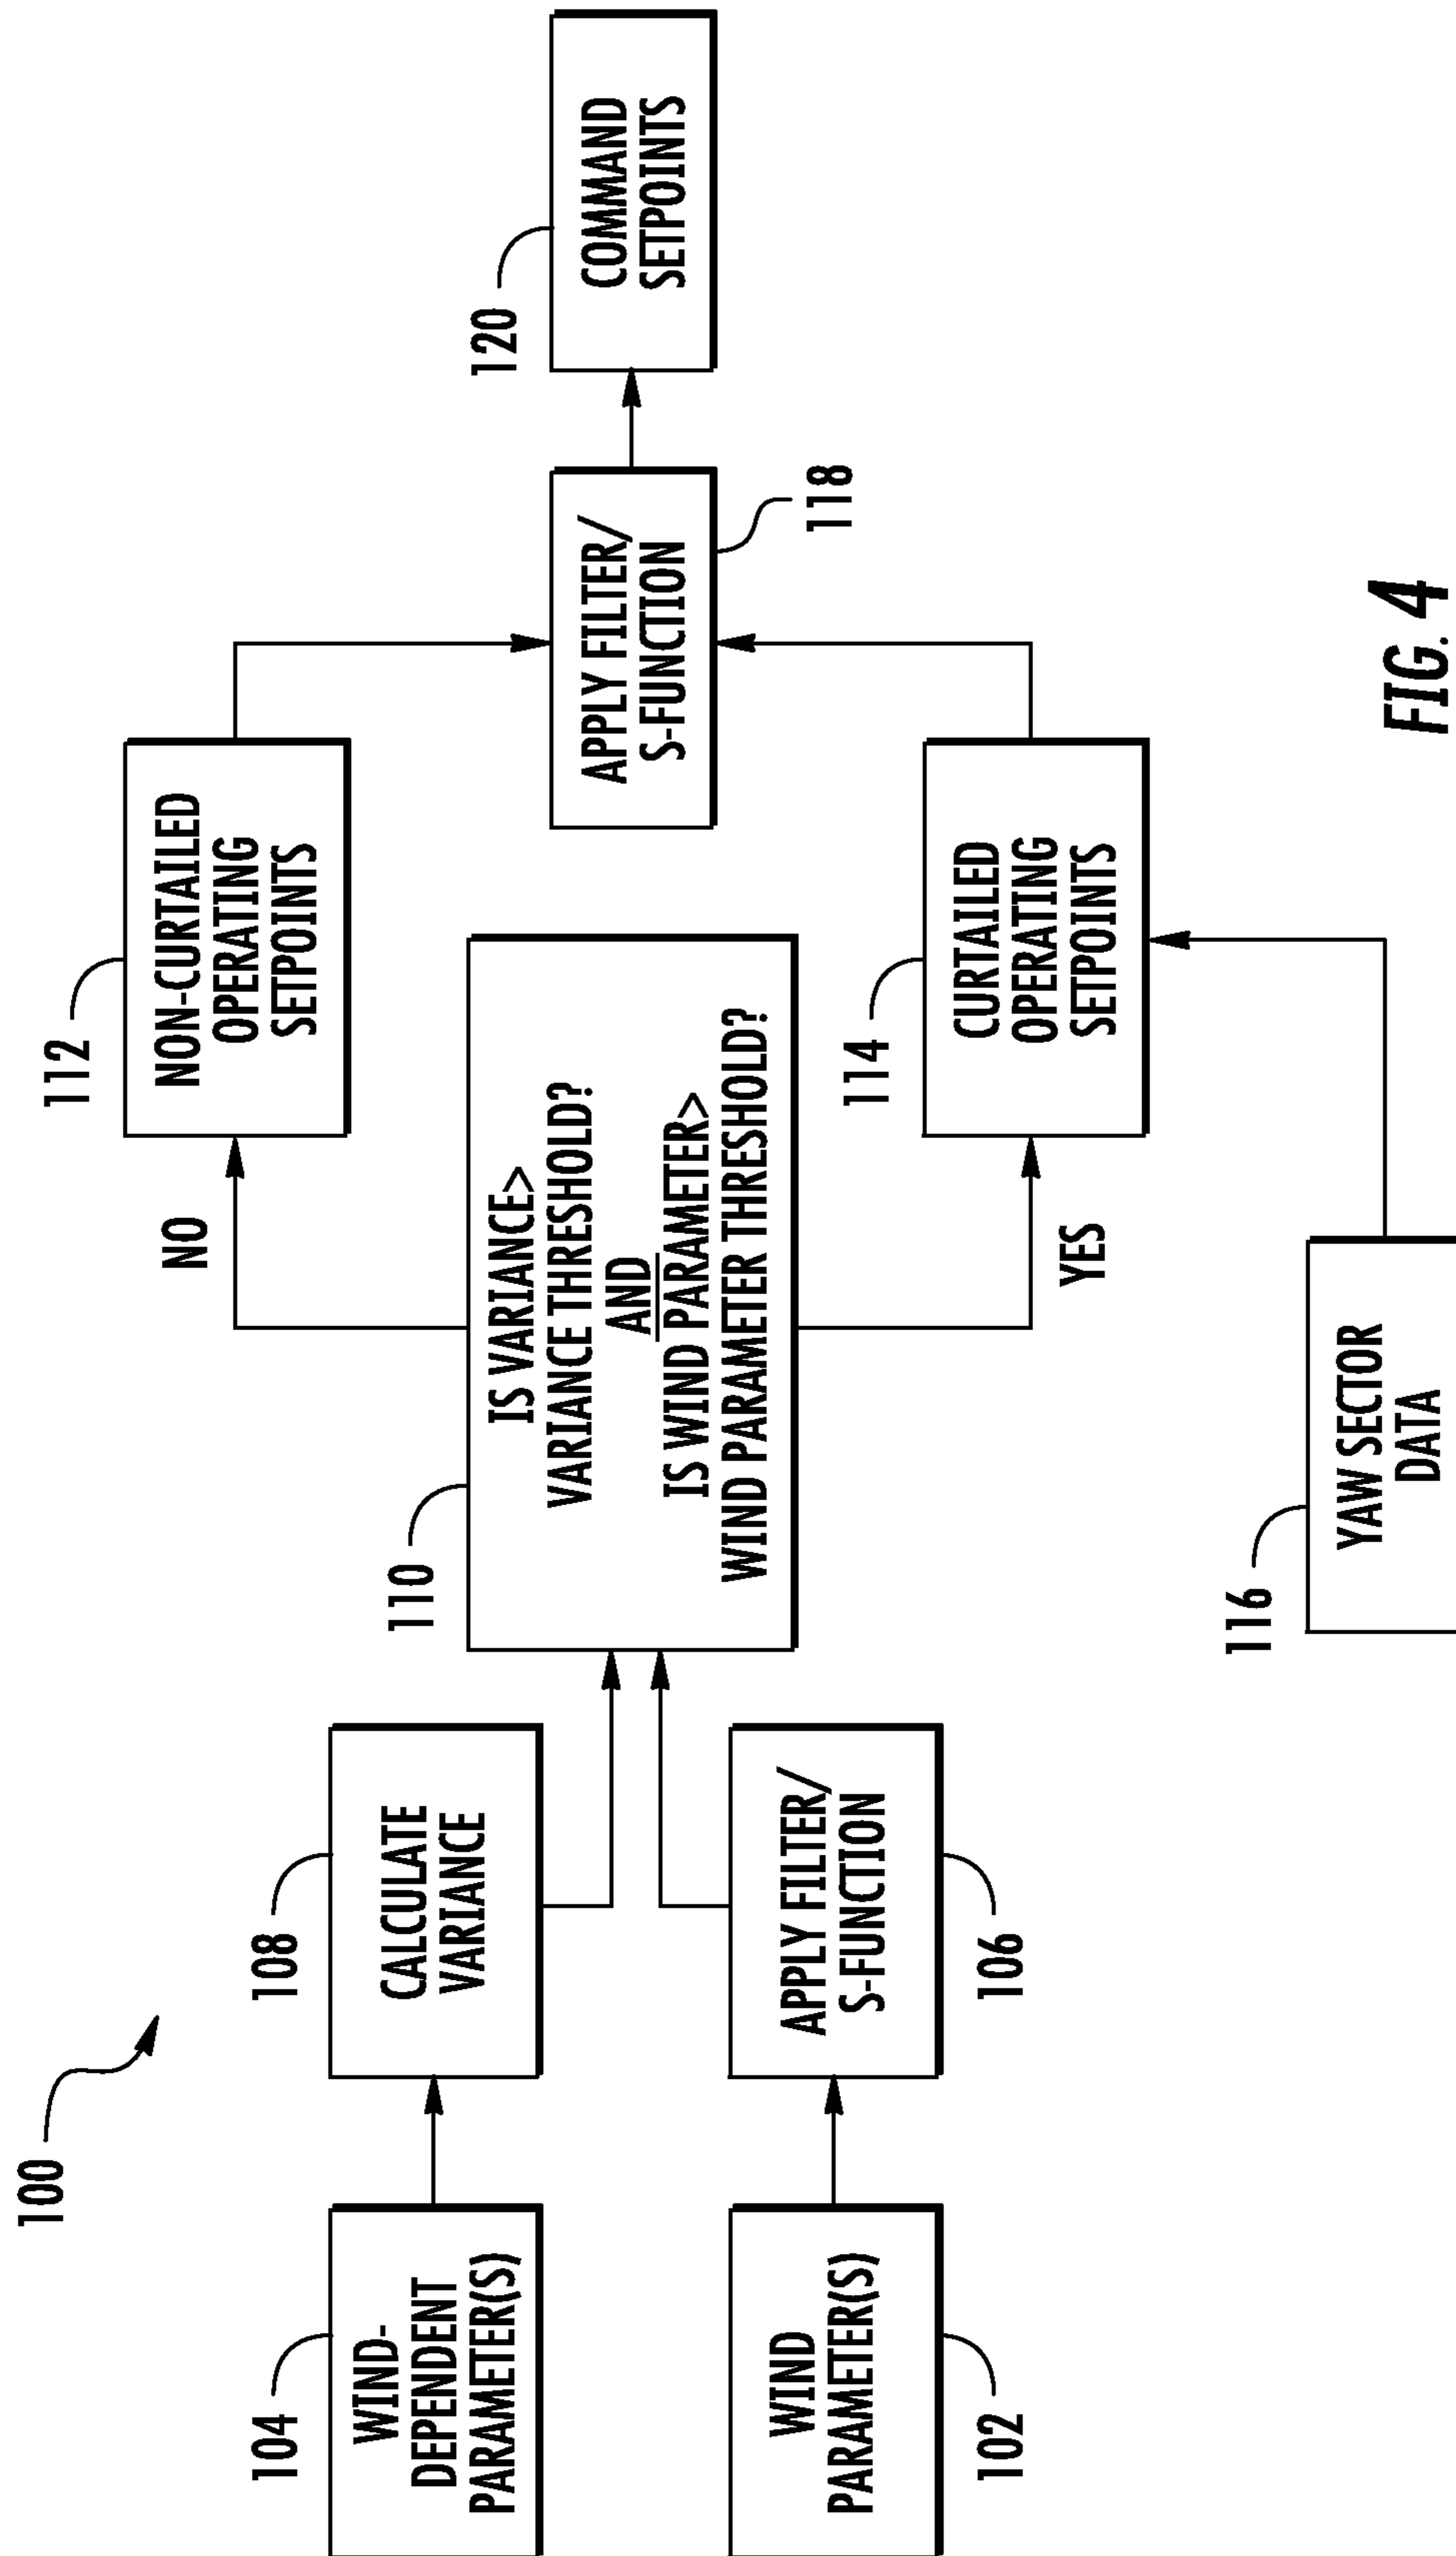 100
104
WIND-
DEPENDENT
PARAMETER(S)
102
WIND
PARAMETER(S)
108
CALCULATE
VARIANCE
106
APPLY FILTER/
S-FUNCTION
110
IS VARIANCE>
VARIANCE THRESHOLD?
AND
IS WIND PARAMETER>
WIND PARAMETER THRESHOLD?
NO
YES
112
NON-CURTAILED
OPERATING
SETPOINTS
114
CURTAILED
OPERATING
SETPOINTS
116
YAW SECTOR
DATA
118
APPLY FILTER/
S-FUNCTION
120
COMMAND
SETPOINTS
FIG. 4